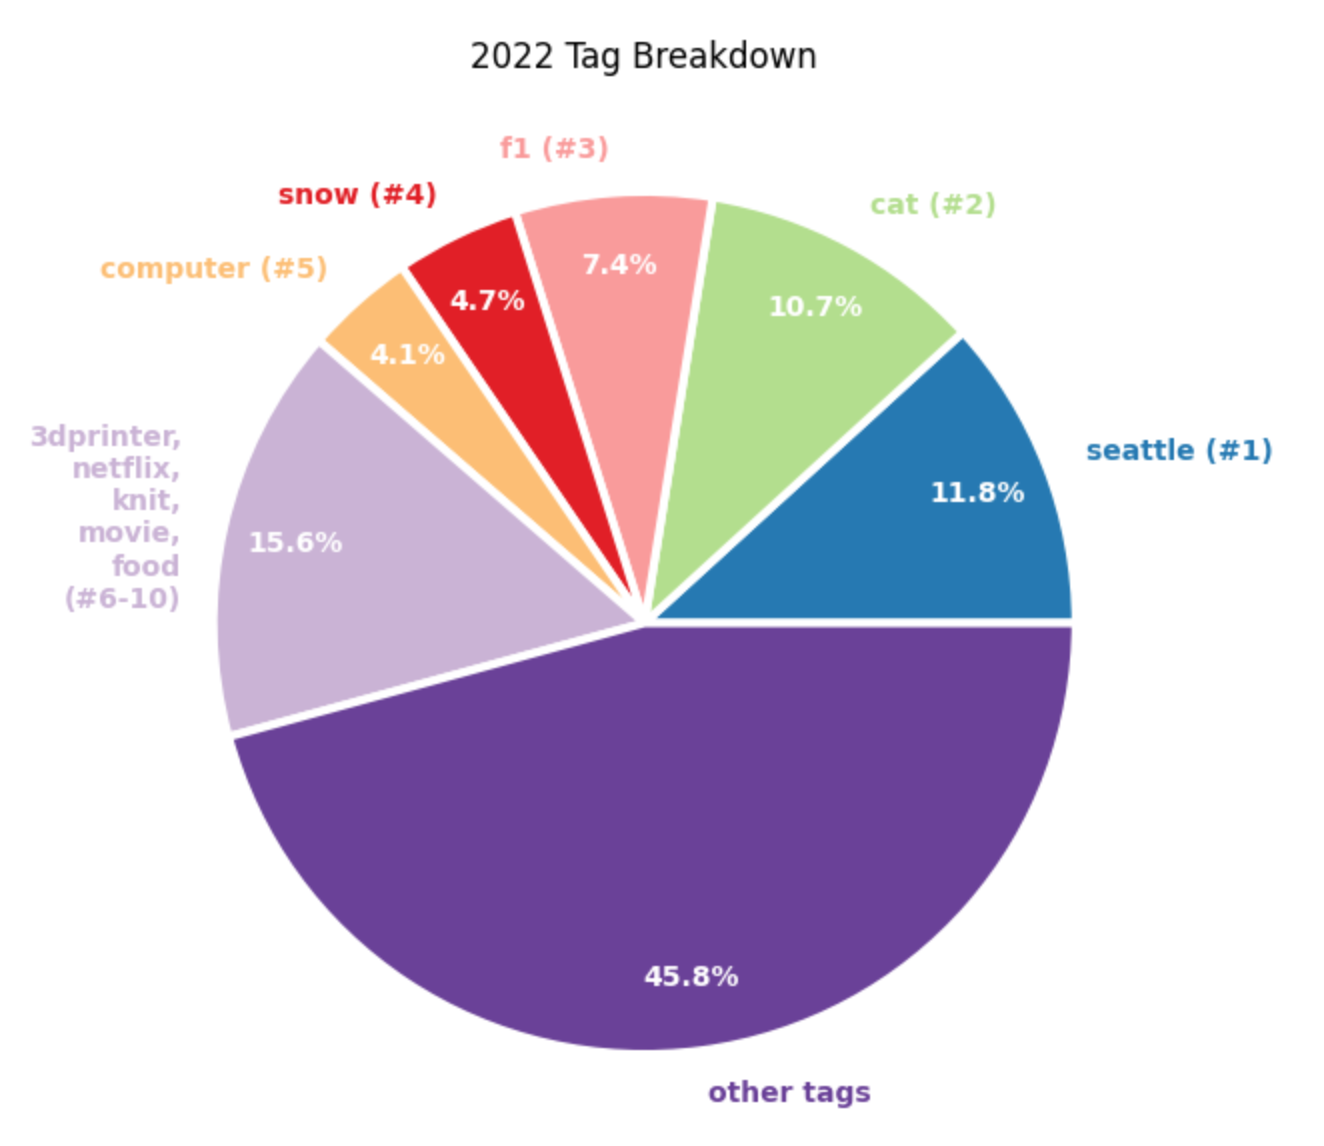 2022 Tag Breakdown
f1 (#3)
snow (#4)
cat (#2)
computer (#5)
7.4%
4.7%
10.7%
4.1%
3dprinter,
netflix,
knit,
movie,
food
(#6-10)
seattle (#1)
11.8%
15.6%
45.8%
other tags